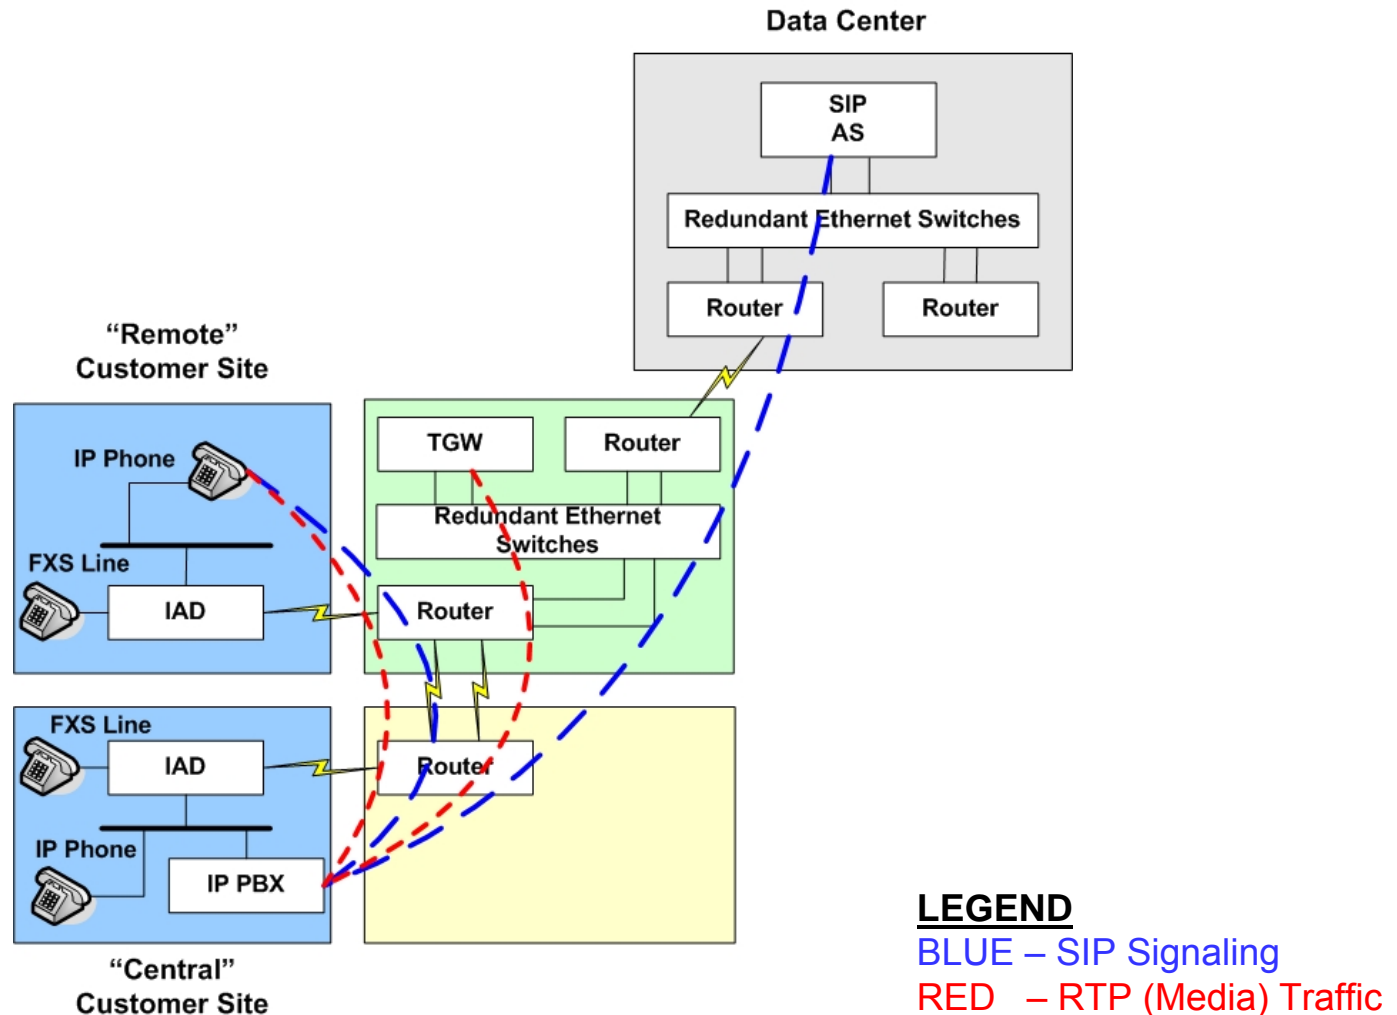 Data Center
SIP
AS
Redundant Ethernet Switches
Router
Router
“Remote”
Customer Site
IP Phone
FXS Line
IAD
TGW
Router
Redundant Ethernet
Switches
Router
FXS Line
IAD
IP Phone
IP PBX
Router
“Central”
Customer Site
LEGEND
BLUE – SIP Signaling
RED – RTP (Media) Traffic